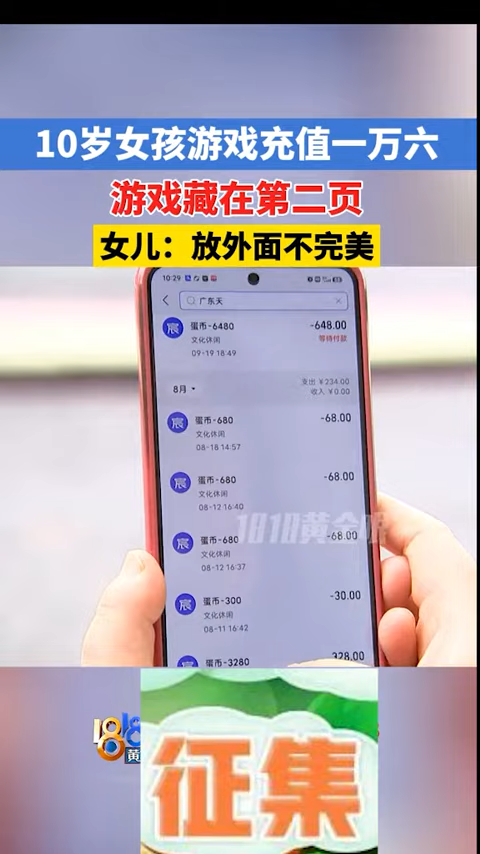 10岁女孩游戏充值一万六
游戏藏在第二页
女儿：放外面不完美
10:29
广东天
蛋币-6480
-648.00
文化休闲
等待付款
09-19 18:49
8月
支出 ¥234.00
收入 ¥0.00
蛋币-680
-68.00
文化休闲
08-18 14:57
蛋币-680
-68.00
文化休闲
08-12 16:40
1818黄金眼
蛋币-680
-68.00
文化休闲
08-12 16:37
蛋币-300
-30.00
文化休闲
08-11 16:42
蛋币-3280
328.00
1818
黄
征集